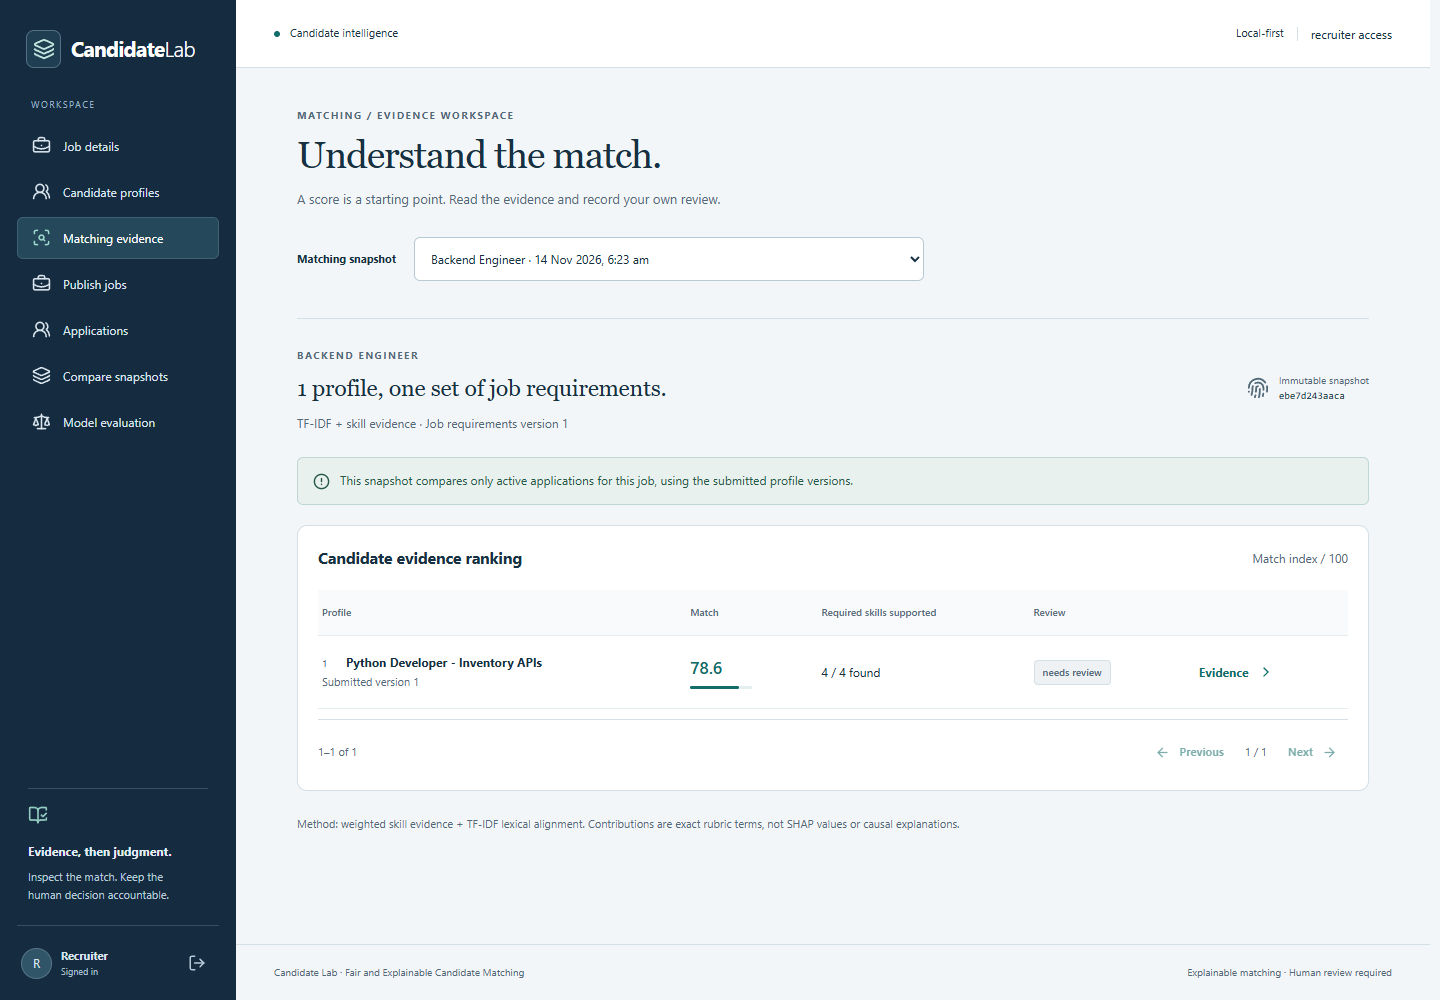 CandidateLab
WORKSPACE
Job details
Candidate profiles
Matching evidence
Publish jobs
Applications
Compare snapshots
Model evaluation
Evidence, then judgment.
Inspect the match. Keep the
human decision accountable.
R
Recruiter
Signed in
Candidate intelligence
Local-first
recruiter access
MATCHING / EVIDENCE WORKSPACE
Understand the match.
A score is a starting point. Read the evidence and record your own review.
Matching snapshot
Backend Engineer · 14 Nov 2026, 6:23 am
BACKEND ENGINEER
1 profile, one set of job requirements.
TF-IDF + skill evidence · Job requirements version 1
Immutable snapshot
ebe7d243aaca
This snapshot compares only active applications for this job, using the submitted profile versions.
Candidate evidence ranking
Match index / 100
Profile Match Required skills supported Review
1 Python Developer - Inventory APIs
Submitted version 1
78.6
4 / 4 found
needs review
Evidence
1–1 of 1
Previous 1 / 1 Next
Method: weighted skill evidence + TF-IDF lexical alignment. Contributions are exact rubric terms, not SHAP values or causal explanations.
Candidate Lab · Fair and Explainable Candidate Matching
Explainable matching · Human review required